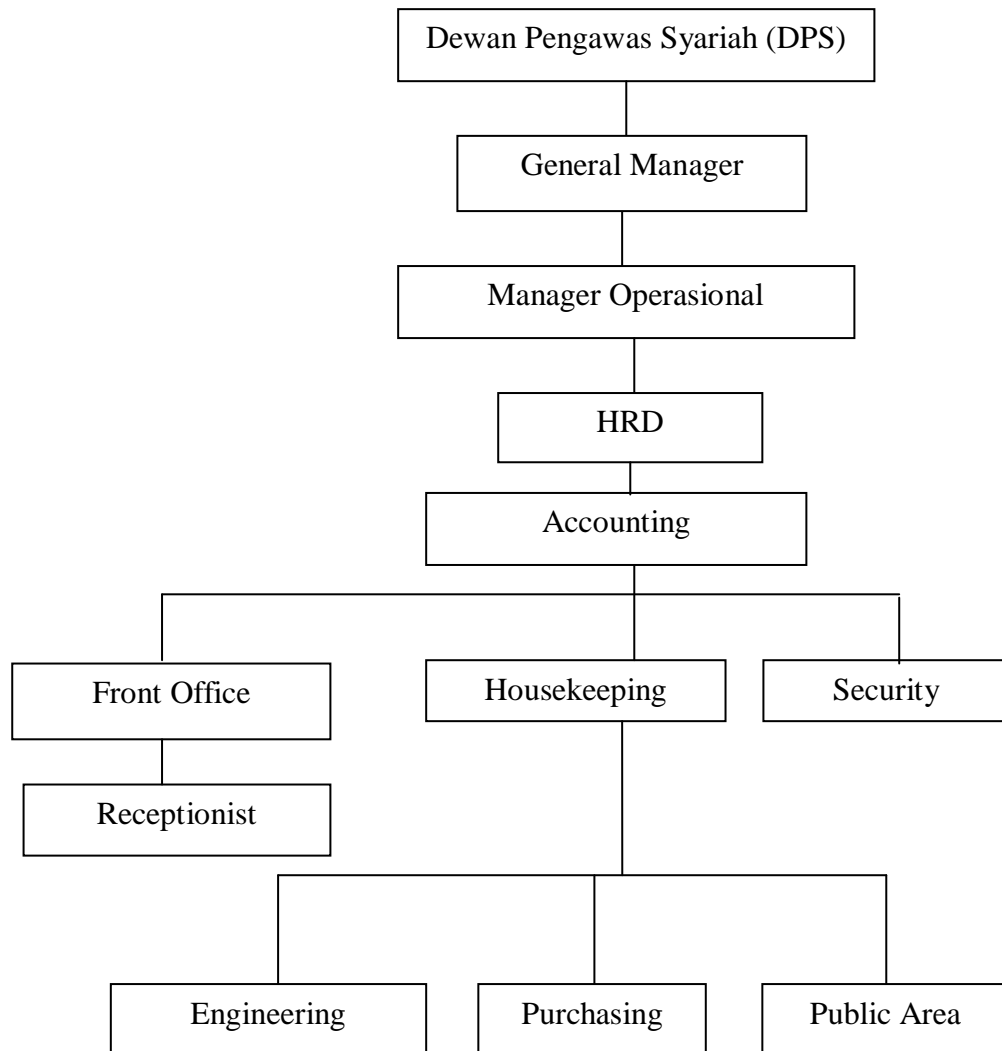 Dewan Pengawas Syariah (DPS)
General Manager
Manager Operasional
HRD
Accounting
Front Office
Housekeeping
Security
Receptionist
Engineering
Purchasing
Public Area